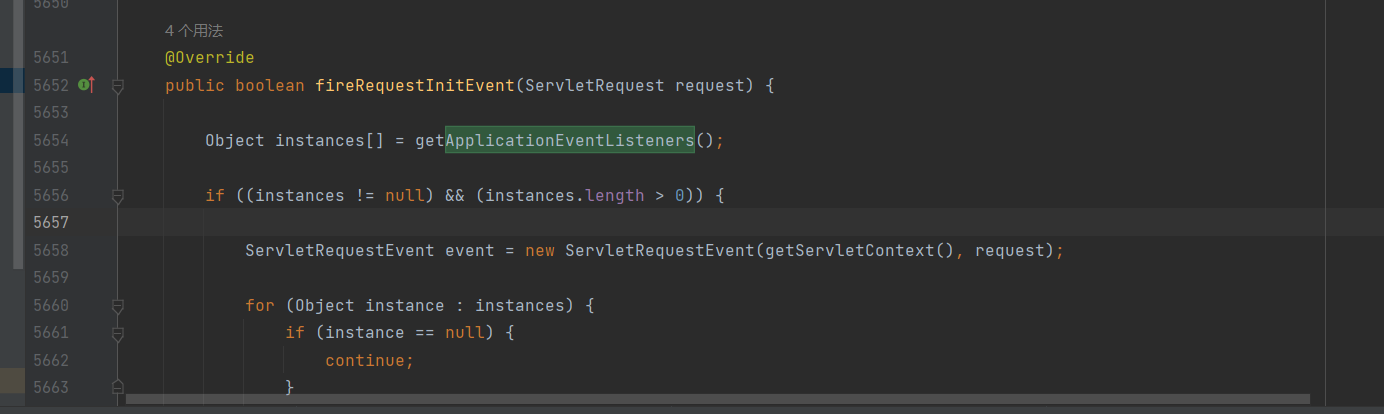 5650
4 个用法
5651 @Override
5652 public boolean fireRequestInitEvent(ServletRequest request) {
5653
5654 Object instances[] = getApplicationEventListeners();
5655
5656 if ((instances != null) && (instances.length > 0)) {
5657
5658 ServletRequestEvent event = new ServletRequestEvent(getServletContext(), request);
5659
5660 for (Object instance : instances) {
5661 if (instance == null) {
5662 continue;
5663 }